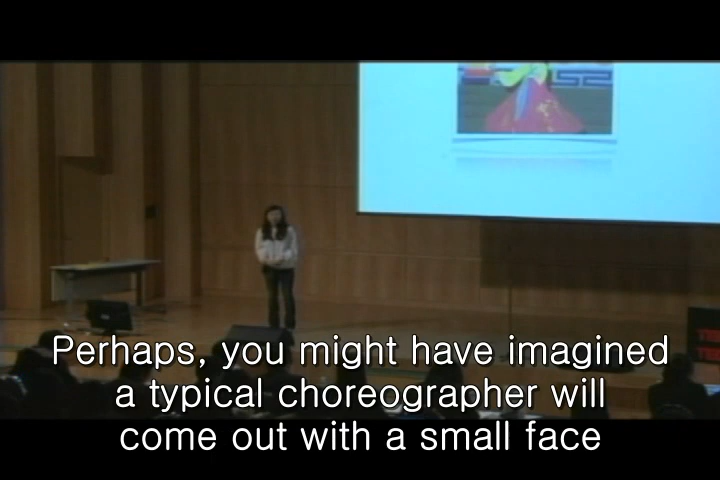 Perhaps, you might have imagined
a typical choreographer will
come out with a small face